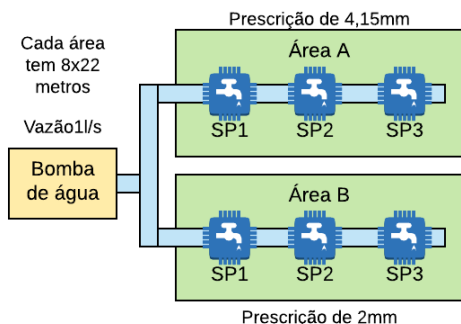 Prescrição de 4,15mm
Cada área
tem 8x22
metros
Vazão1l/s
Bomba
de água
Área A
SP1 SP2 SP3
Área B
SP1 SP2 SP3
Prescrição de 2mm